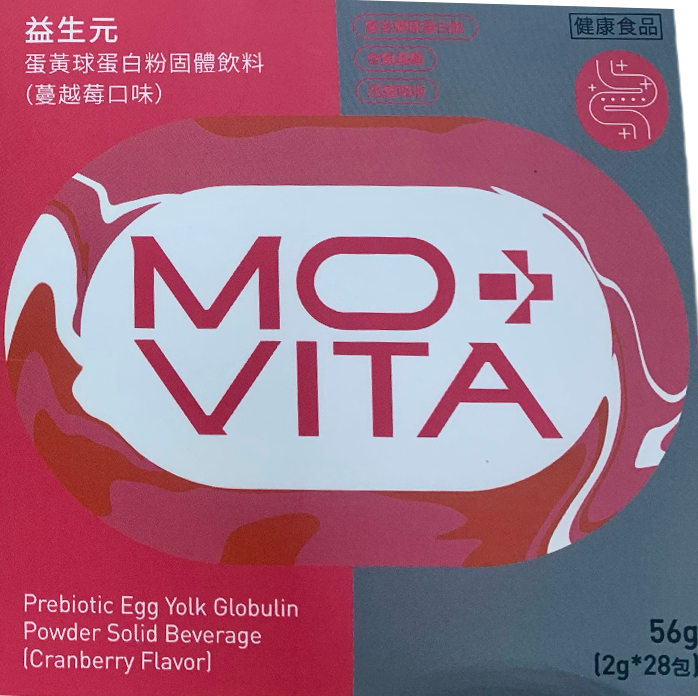 益生元
蛋黃球蛋白粉固體飲料
(蔓越莓口味)
健康食品
MO
VITA
Prebiotic Egg Yolk Globulin
Powder Solid Beverage
(Cranberry Flavor)
56g
(2g*28包)